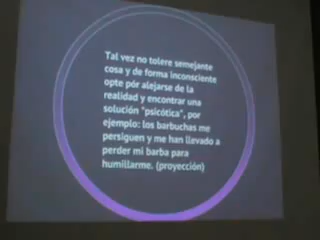 Tal vez no tolere semejante
cosa y de forma inconsciente
opte pór alejarse de la
realidad y encontrar una
solución "psicótica", por
ejemplo: los barbuchas me
persiguen y me han llevado a
perder mi barba para
humillarme. (proyección)